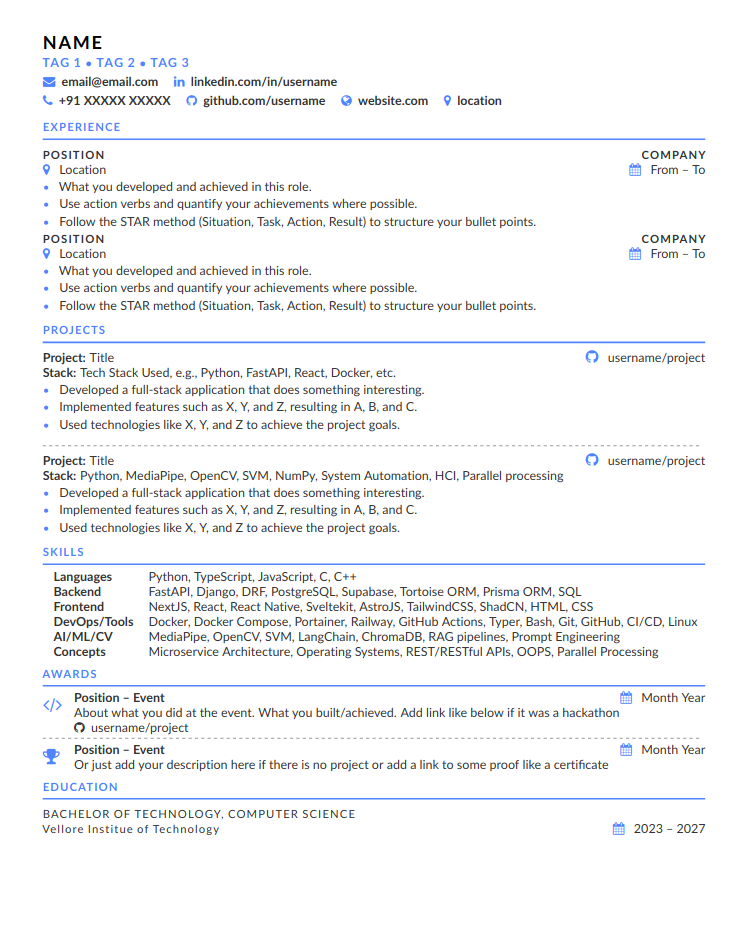 NAME
TAG 1 • TAG 2 • TAG 3
email@email.com linkedin.com/in/username
+91 XXXXX XXXXX github.com/username website.com location
EXPERIENCE
POSITION COMPANY
Location From – To
• What you developed and achieved in this role.
• Use action verbs and quantify your achievements where possible.
• Follow the STAR method (Situation, Task, Action, Result) to structure your bullet points.
POSITION COMPANY
Location From – To
• What you developed and achieved in this role.
• Use action verbs and quantify your achievements where possible.
• Follow the STAR method (Situation, Task, Action, Result) to structure your bullet points.
PROJECTS
Project: Title username/project
Stack: Tech Stack Used, e.g., Python, FastAPI, React, Docker, etc.
• Developed a full-stack application that does something interesting.
• Implemented features such as X, Y, and Z, resulting in A, B, and C.
• Used technologies like X, Y, and Z to achieve the project goals.
Project: Title username/project
Stack: Python, MediaPipe, OpenCV, SVM, NumPy, System Automation, HCI, Parallel processing
• Developed a full-stack application that does something interesting.
• Implemented features such as X, Y, and Z, resulting in A, B, and C.
• Used technologies like X, Y, and Z to achieve the project goals.
SKILLS
Languages Python, TypeScript, JavaScript, C, C++
Backend FastAPI, Django, DRF, PostgreSQL, Supabase, Tortoise ORM, Prisma ORM, SQL
Frontend NextJS, React, React Native, Sveltekit, AstroJS, TailwindCSS, ShadCN, HTML, CSS
DevOps/Tools Docker, Docker Compose, Portainer, Railway, GitHub Actions, Typer, Bash, Git, GitHub, CI/CD, Linux
AI/ML/CV MediaPipe, OpenCV, SVM, LangChain, ChromaDB, RAG pipelines, Prompt Engineering
Concepts Microservice Architecture, Operating Systems, REST/RESTful APIs, OOPS, Parallel Processing
AWARDS
Position – Event Month Year
About what you did at the event. What you built/achieved. Add link like below if it was a hackathon
username/project
Position – Event Month Year
Or just add your description here if there is no project or add a link to some proof like a certificate
EDUCATION
BACHELOR OF TECHNOLOGY, COMPUTER SCIENCE
Vellore Institue of Technology 2023 – 2027